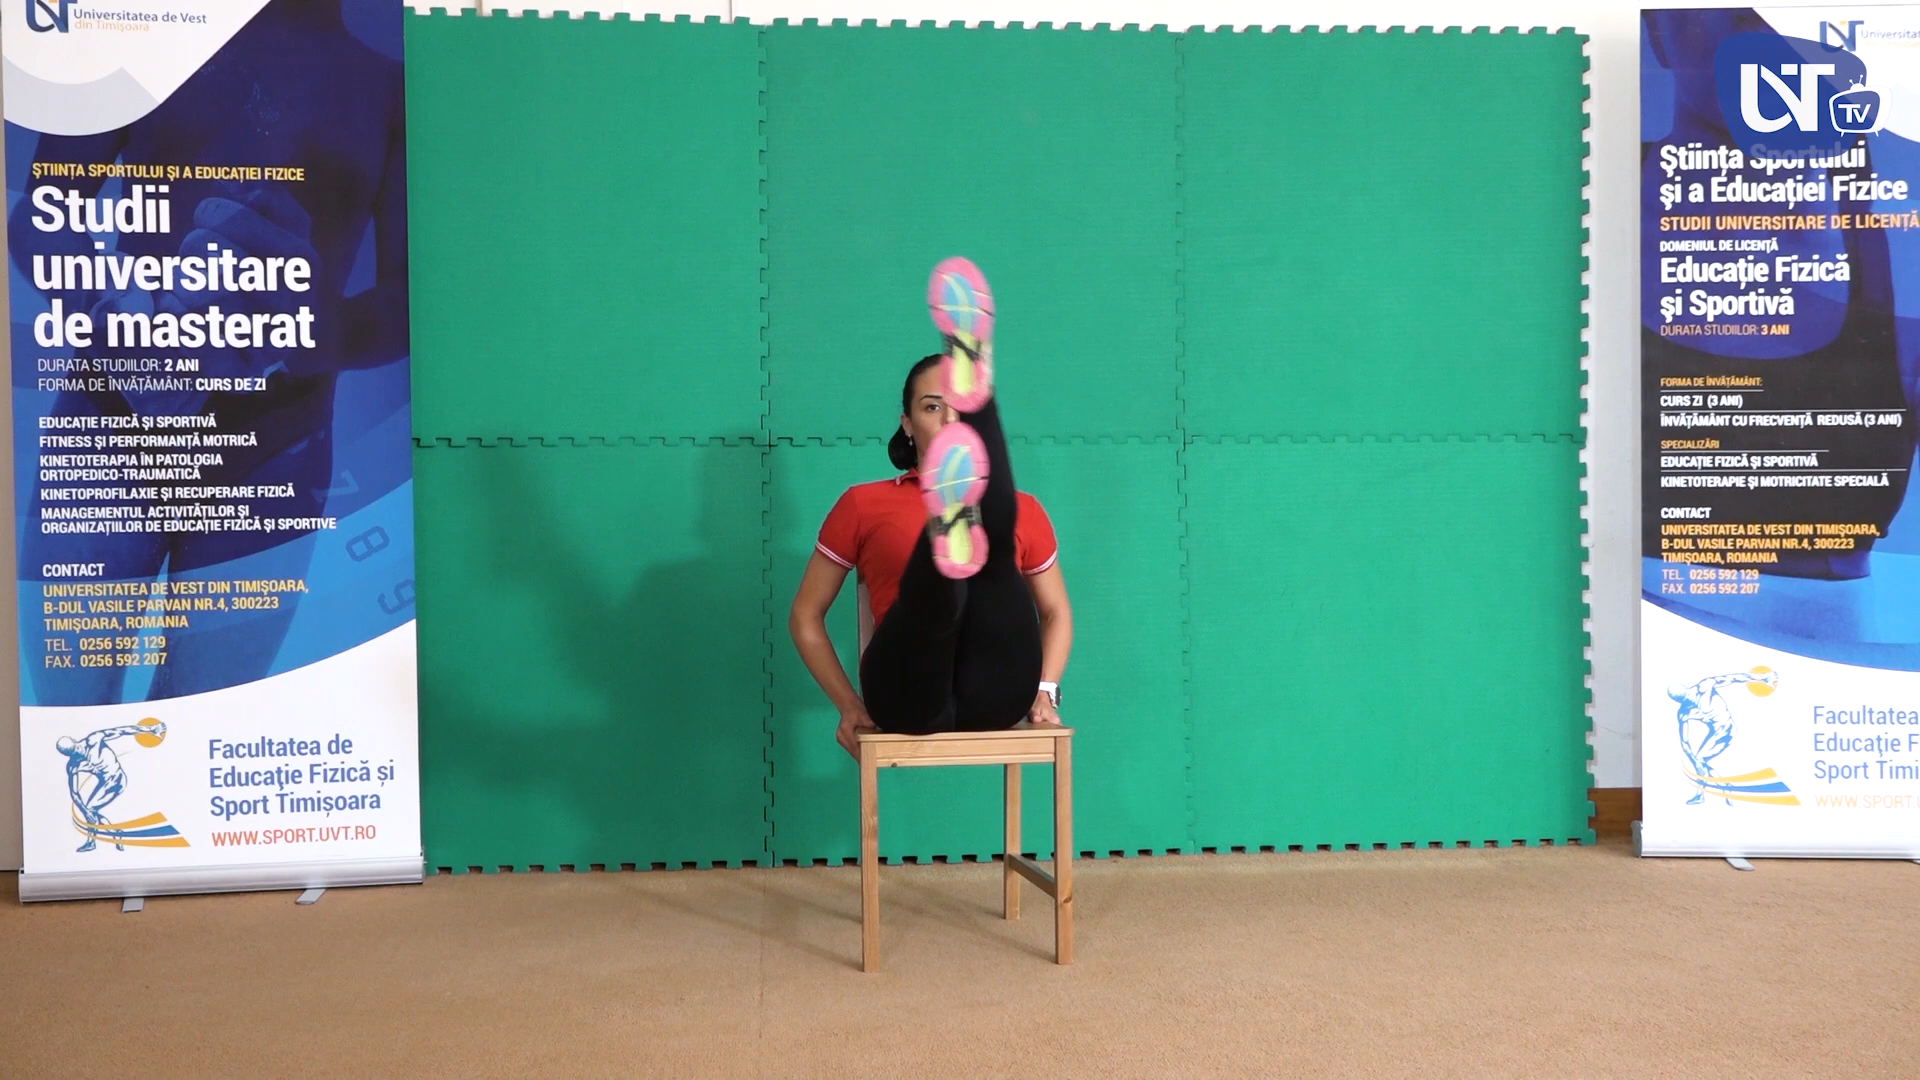 Universitatea de Vest
din Timișoara
ȘTIINȚA SPORTULUI ȘI A EDUCAȚIEI FIZICE
Studii
universitare
de masterat
DURATA STUDIILOR: 2 ANI
FORMA DE ÎNVĂȚĂMÂNT: CURS DE ZI
EDUCAȚIE FIZICĂ ȘI SPORTIVĂ
FITNESS ȘI PERFORMANȚĂ MOTRICĂ
KINETOTERAPIA ÎN PATOLOGIA
ORTOPEDICO-TRAUMATICĂ
KINETOPROFILAXIE ȘI RECUPERARE FIZICĂ
MANAGEMENTUL ACTIVITĂȚILOR ȘI
ORGANIZAȚIILOR DE EDUCAȚIE FIZICĂ ȘI SPORTIVE
CONTACT
UNIVERSITATEA DE VEST DIN TIMIȘOARA,
B-DUL VASILE PARVAN NR.4, 300223
TIMIȘOARA, ROMANIA
TEL. 0256 592 129
FAX. 0256 592 207
Facultatea de
Educație Fizică și
Sport Timișoara
WWW.SPORT.UVT.RO
UVT
TV
Știința Sportului
și a Educației Fizice
STUDII UNIVERSITARE DE LICENȚĂ
DOMENIUL DE LICENȚĂ
Educație Fizică
și Sportivă
DURATA STUDIILOR: 3 ANI
FORMA DE ÎNVĂȚĂMÂNT:
CURS ZI (3 ANI)
ÎNVĂȚĂMÂNT CU FRECVENȚĂ REDUSĂ (3 ANI)
SPECIALIZĂRI
EDUCAȚIE FIZICĂ ȘI SPORTIVĂ
KINETOTERAPIE ȘI MOTRICITATE SPECIALĂ
CONTACT
UNIVERSITATEA DE VEST DIN TIMIȘOARA,
B-DUL VASILE PARVAN NR.4, 300223
TIMIȘOARA, ROMANIA
TEL. 0256 592 129
FAX. 0256 592 207
Facultatea
Educație F
Sport Timi
WWW.SPORT.